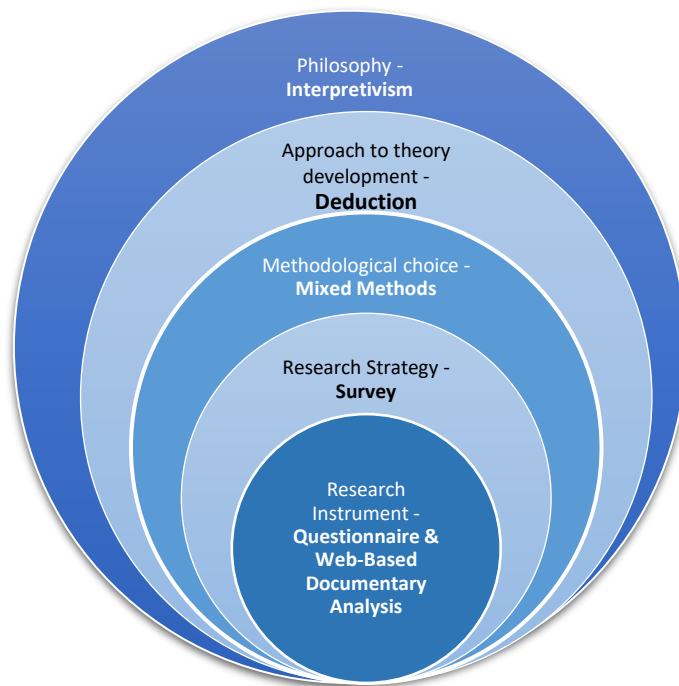 Philosophy -
Interpretivism
Approach to theory
development -
Deduction
Methodological choice -
Mixed Methods
Research Strategy -
Survey
Research
Instrument -
Questionnaire &
Web-Based
Documentary
Analysis